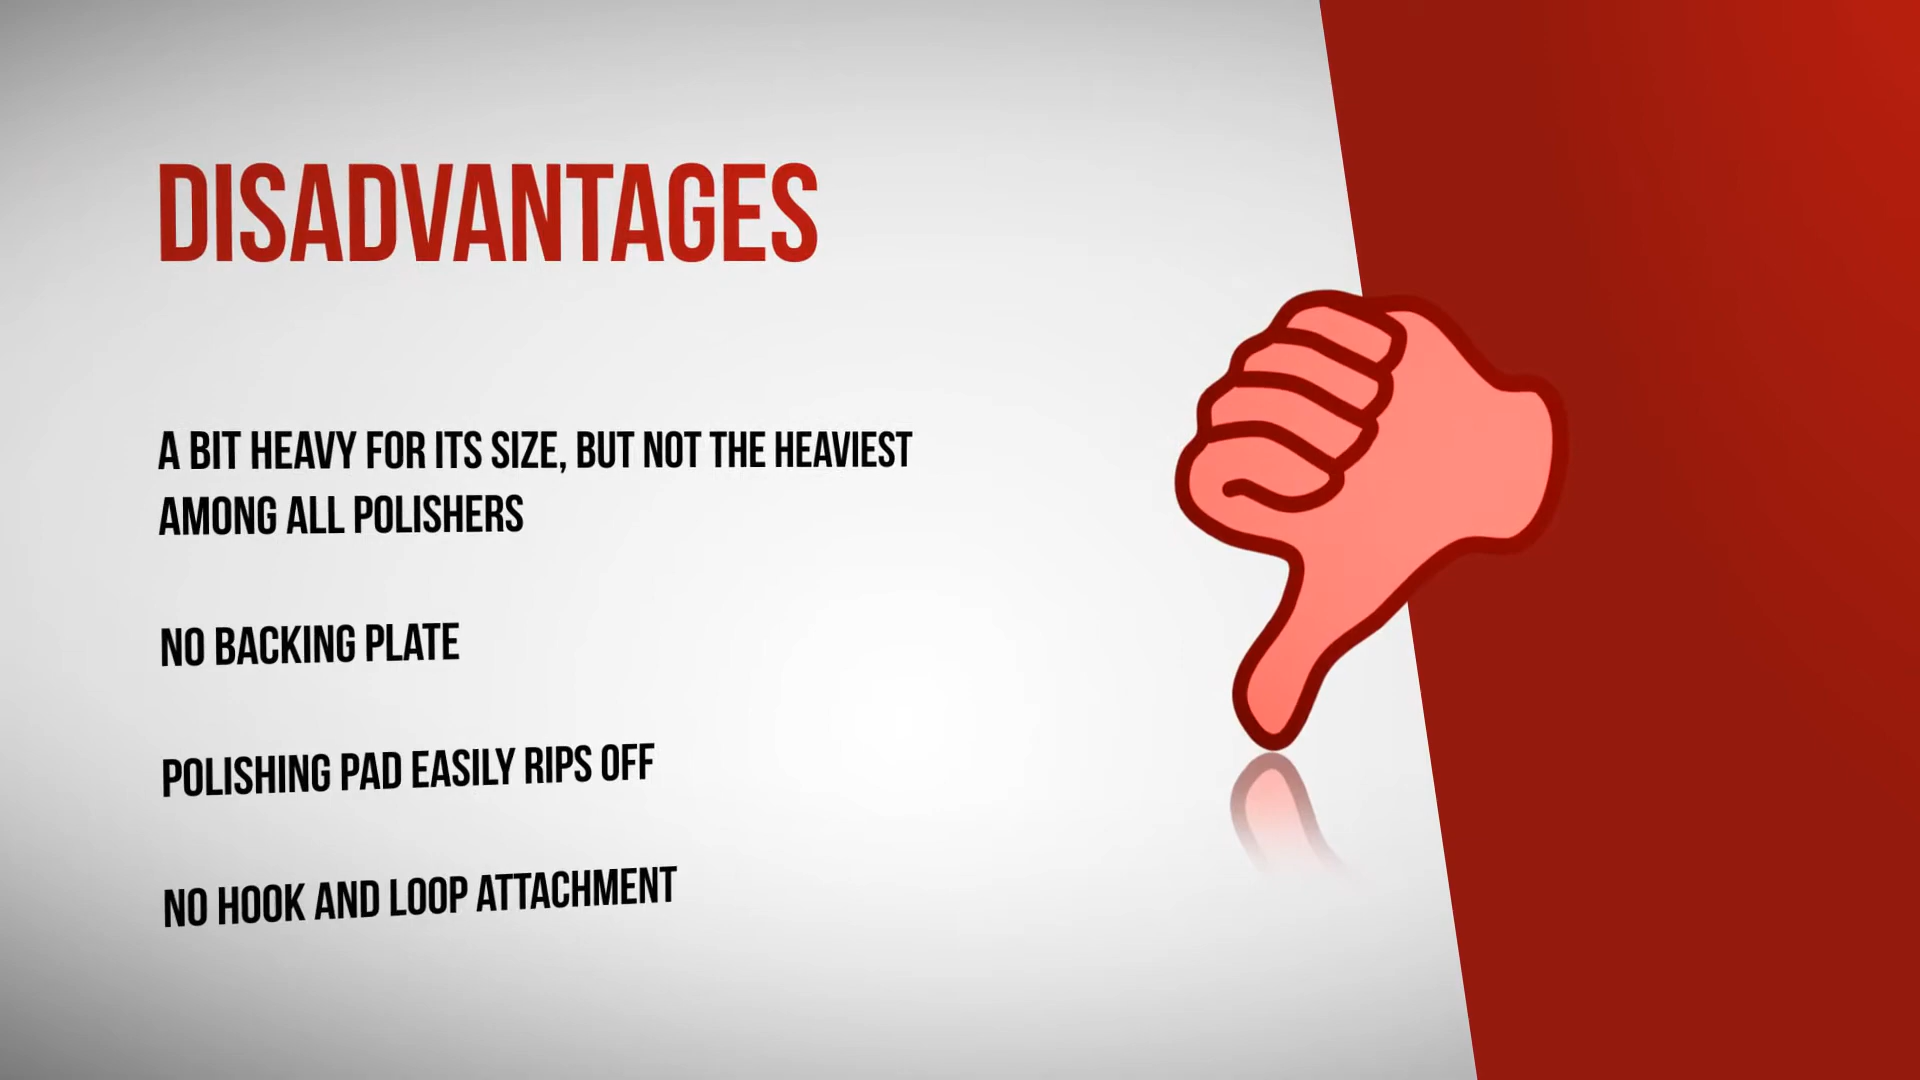 DISADVANTAGES
A BIT HEAVY FOR ITS SIZE, BUT NOT THE HEAVIEST
AMONG ALL POLISHERS
NO BACKING PLATE
POLISHING PAD EASILY RIPS OFF
NO HOOK AND LOOP ATTACHMENT